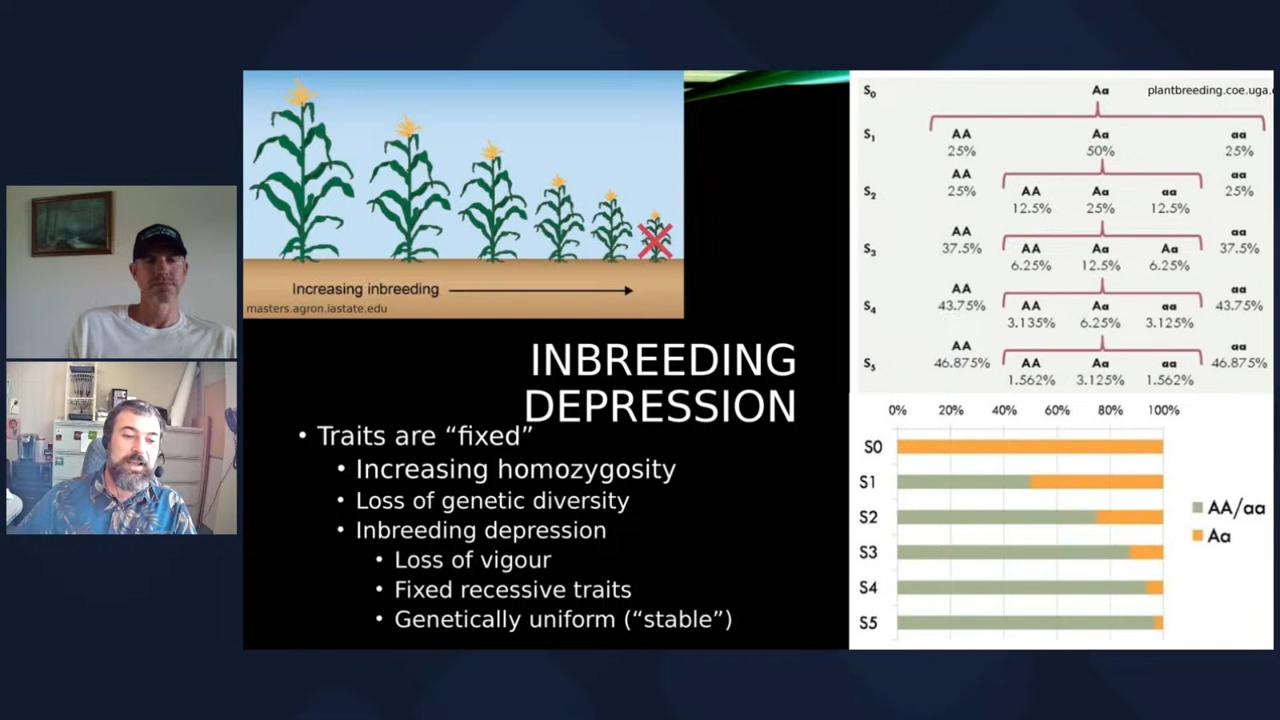 Increasing inbreeding
masters.agron.iastate.edu
INBREEDING
DEPRESSION
• Traits are “fixed”
• Increasing homozygosity
• Loss of genetic diversity
• Inbreeding depression
• Loss of vigour
• Fixed recessive traits
• Genetically uniform (“stable”)
S0 Aa plantbreeding.coe.uga.
S1 AA Aa aa
25% 50% 25%
AA aa
S2 25% AA Aa aa 25%
12.5% 25% 12.5%
AA aa
S3 37.5% AA Aa Aa 37.5%
6.25% 12.5% 6.25%
AA aa
S4 43.75% AA Aa aa 43.75%
3.135% 6.25% 3.125%
AA aa
S5 46.875% AA Aa aa 46.875%
1.562% 3.125% 1.562%
0% 20% 40% 60% 80% 100%
S0
S1
S2
S3
S4
S5
AA/aa
Aa